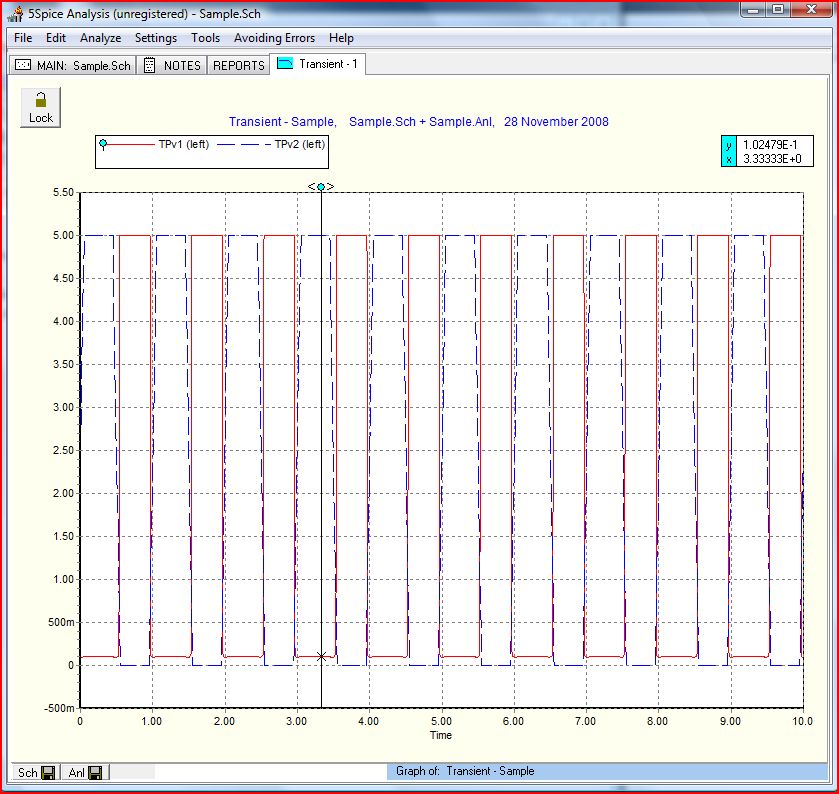 5Spice Analysis (unregistered) - Sample.Sch
File Edit Analyze Settings Tools Avoiding Errors Help
MAIN: Sample.Sch NOTES REPORTS Transient - 1
Lock
Transient - Sample, Sample.Sch + Sample.Anl, 28 November 2008
TPv1 (left) TPv2 (left)
y 1.02479E-1
x 3.33333E+0
<>
5.50
5.00
4.50
4.00
3.50
3.00
2.50
2.00
1.50
1.00
500m
0
-500m
0 1.00 2.00 3.00 4.00 5.00 6.00 7.00 8.00 9.00 10.0
Time
Sch Anl Graph of: Transient - Sample